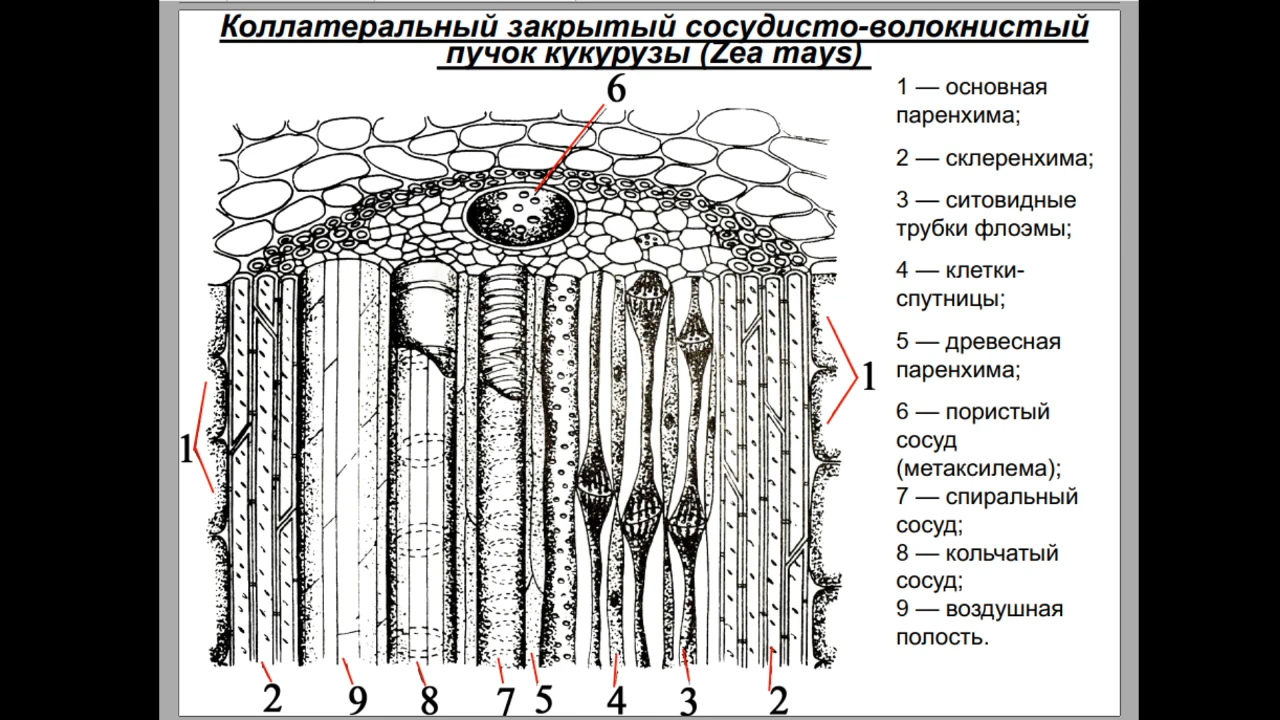 Коллатеральный закрытый сосудисто-волокнистый
пучок кукурузы (Zea mays)
6
1 — основная
паренхима;
2 — склеренхима;
3 — ситовидные
трубки флоэмы;
4 — клетки-
спутницы;
5 — древесная
паренхима;
6 — пористый
сосуд
(метаксилема);
7 — спиральный
сосуд;
8 — кольчатый
сосуд;
9 — воздушная
полость.
1
1
2 9 8 7 5 4 3 2